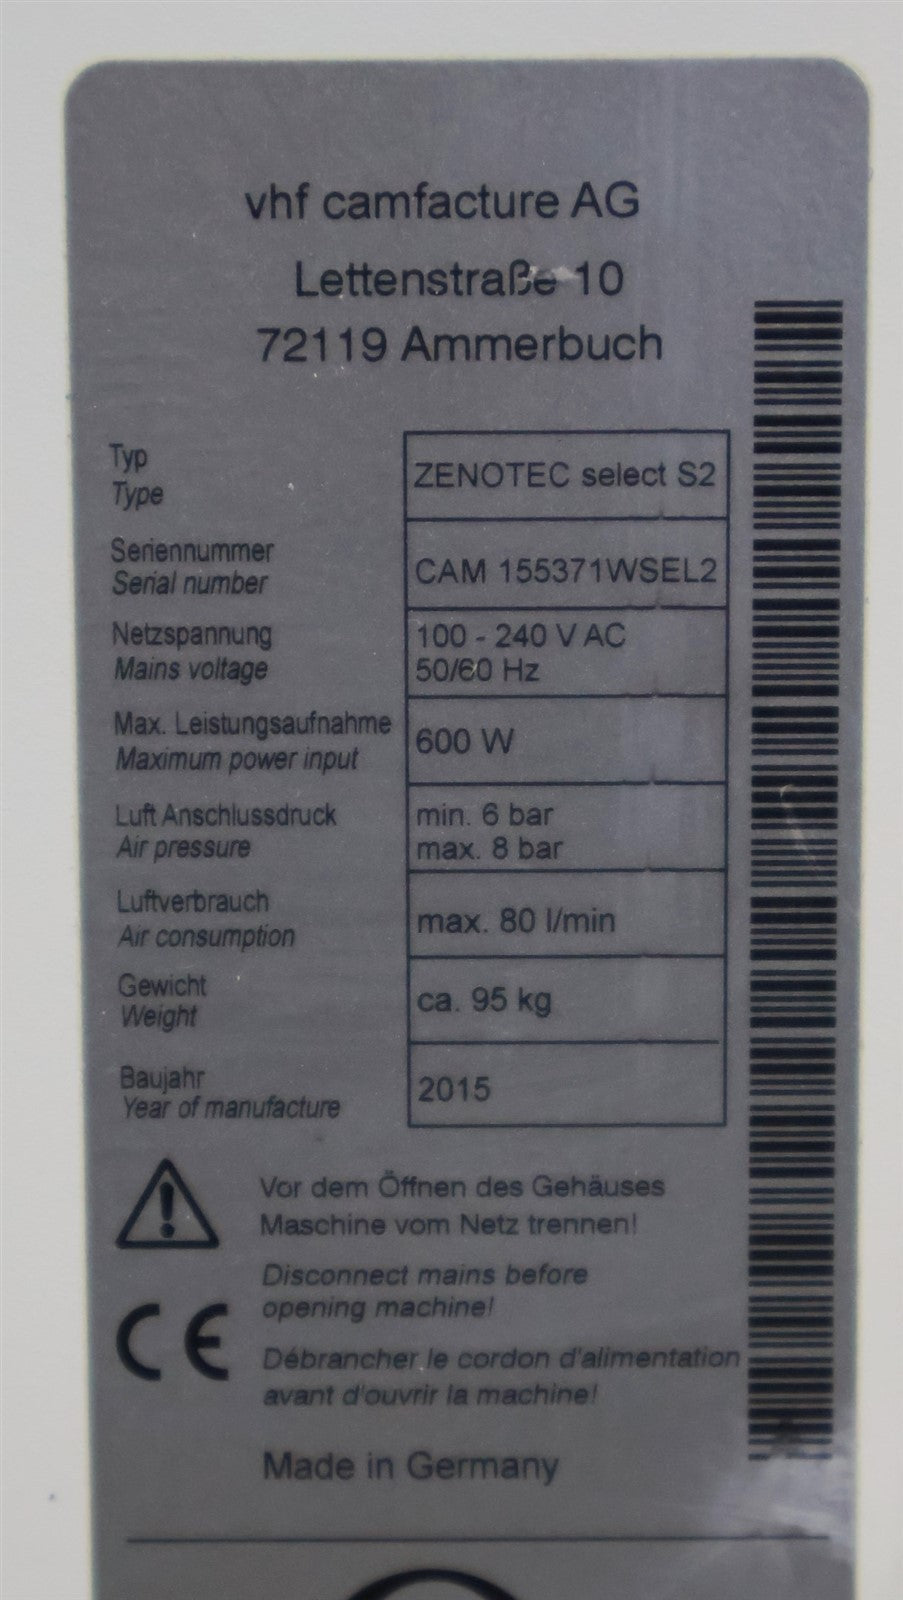 vhf camfacture AG
Lettenstraße 10
72119 Ammerbuch
Typ
Type
ZENOTEC select S2
Seriennummer
Serial number
CAM 155371WSEL2
Netzspannung
Mains voltage
100 - 240 V AC
50/60 Hz
Max. Leistungsaufnahme
Maximum power input
600 W
Luft Anschlussdruck
Air pressure
min. 6 bar
max. 8 bar
Luftverbrauch
Air consumption
max. 80 l/min
Gewicht
Weight
ca. 95 kg
Baujahr
Year of manufacture
2015
Vor dem Öffnen des Gehäuses
Maschine vom Netz trennen!
Disconnect mains before
opening machine!
CE
Débrancher le cordon d'alimentation
avant d'ouvrir la machine!
Made in Germany